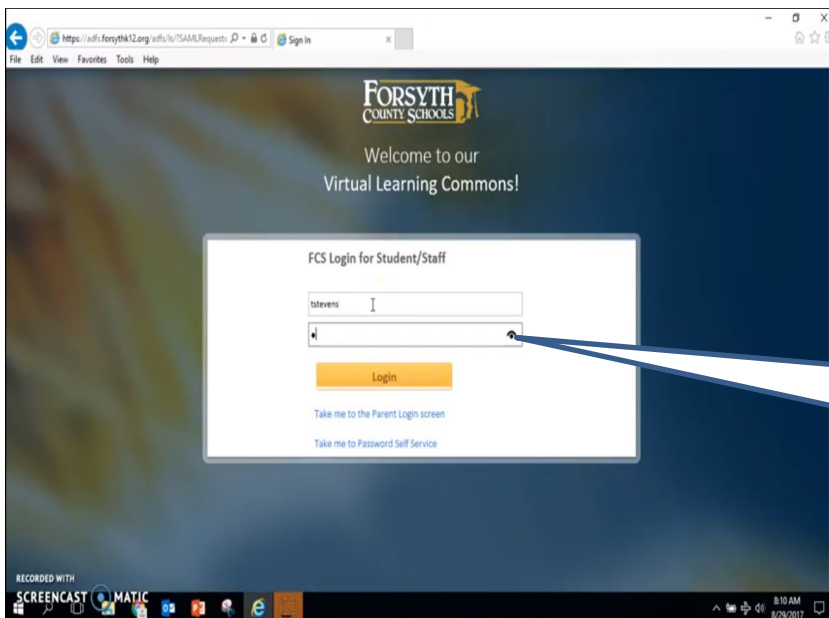 https://adfs.forsythk12.org/adfs/ls/?SAMLRequest=
Sign In
File Edit View Favorites Tools Help
FORSYTH
COUNTY SCHOOLS
Welcome to our
Virtual Learning Commons!
FCS Login for Student/Staff
tstevens
Login
Take me to the Parent Login screen
Take me to Password Self Service
RECORDED WITH
SCREENCAST MATIC
8:10 AM
8/29/2017